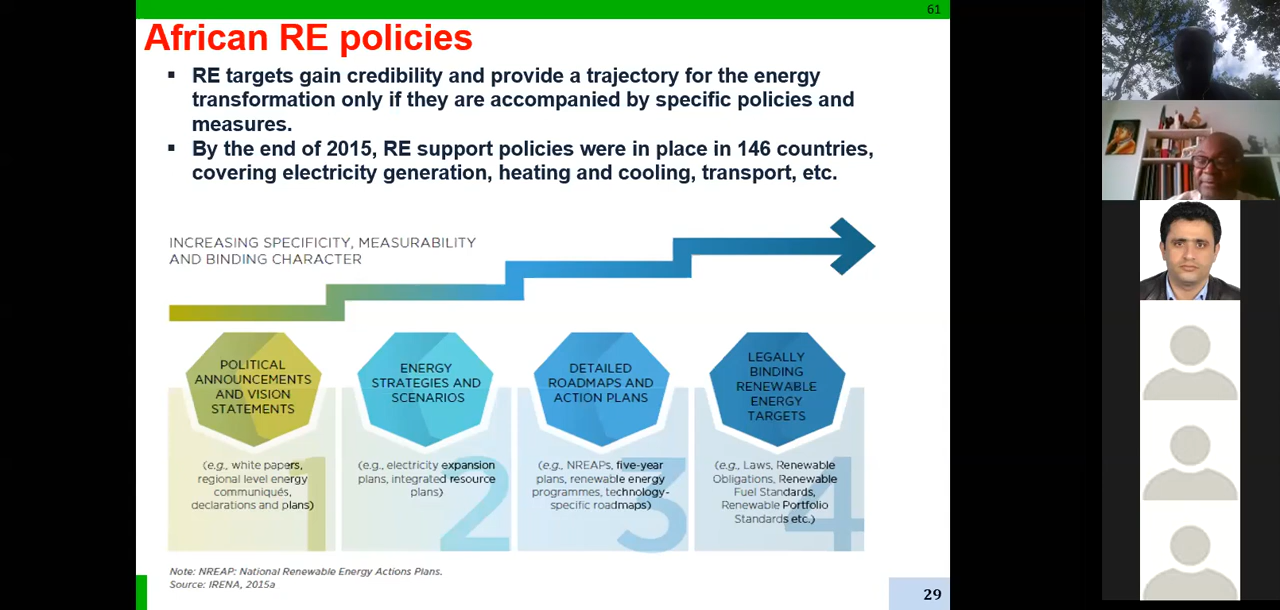 61
African RE policies
▪ RE targets gain credibility and provide a trajectory for the energy
transformation only if they are accompanied by specific policies and
measures.
▪ By the end of 2015, RE support policies were in place in 146 countries,
covering electricity generation, heating and cooling, transport, etc.
INCREASING SPECIFICITY, MEASURABILITY
AND BINDING CHARACTER
POLITICAL
ANNOUNCEMENTS
AND VISION
STATEMENTS
(e.g., white papers,
regional level energy
communiqués,
declarations and plans)
1
ENERGY
STRATEGIES AND
SCENARIOS
(e.g., electricity expansion
plans, integrated resource
plans)
2
DETAILED
ROADMAPS AND
ACTION PLANS
(e.g., NREAPs, five-year
plans, renewable energy
programmes, technology-
specific roadmaps)
3
LEGALLY
BINDING
RENEWABLE
ENERGY
TARGETS
(e.g., Laws, Renewable
Obligations, Renewable
Fuel Standards,
Renewable Portfolio
Standards etc.)
4
Note: NREAP: National Renewable Energy Actions Plans.
Source: IRENA, 2015a
29